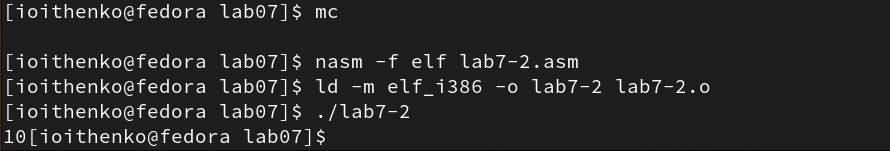 [ioithenko@fedora lab07]$ mc
[ioithenko@fedora lab07]$ nasm -f elf lab7-2.asm
[ioithenko@fedora lab07]$ ld -m elf_i386 -o lab7-2 lab7-2.o
[ioithenko@fedora lab07]$ ./lab7-2
10[ioithenko@fedora lab07]$